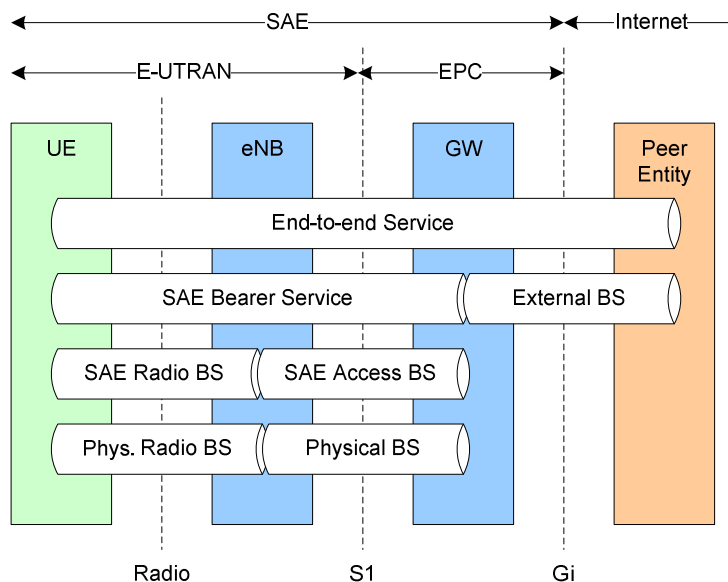 SAE
Internet
E-UTRAN
EPC
UE
eNB
GW
Peer
Entity
End-to-end Service
SAE Bearer Service
External BS
SAE Radio BS
SAE Access BS
Phys. Radio BS
Physical BS
Radio
S1
Gi